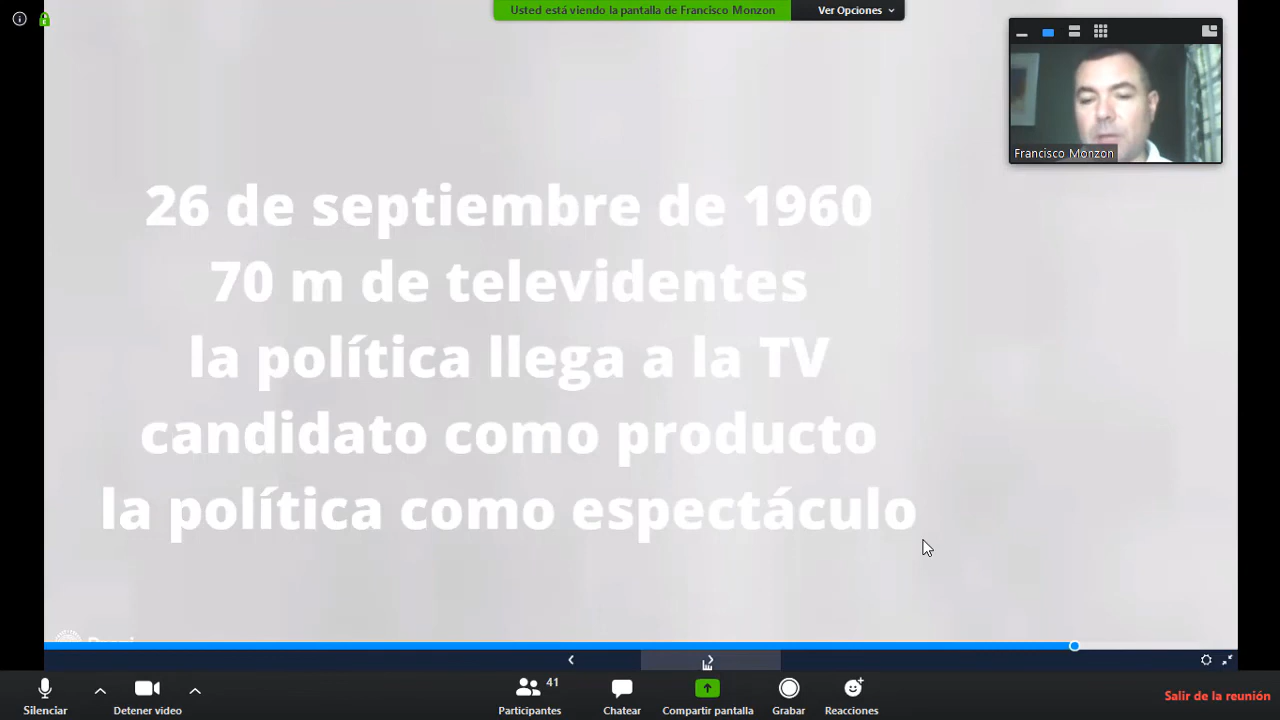 Usted está viendo la pantalla de Francisco Monzon
Ver Opciones
Francisco Monzon
26 de septiembre de 1960
70 m de televidentes
la política llega a la TV
candidato como producto
la política como espectáculo
Prezi
41
Silenciar
Detener video
Participantes
Chatear
Compartir pantalla
Grabar
Reacciones
Salir de la reunión